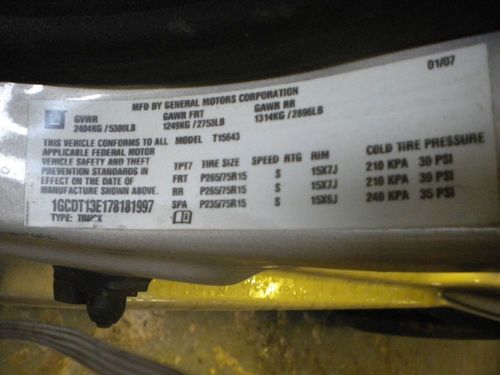 MFD BY GENERAL MOTORS CORPORATION 01/07
GVWR GAWR FRT GAWR RR
2404KG / 5300LB 1249KG / 2753LB 1314KG / 2896LB
THIS VEHICLE CONFORMS TO ALL MODEL T15643
APPLICABLE FEDERAL MOTOR
VEHICLE SAFETY AND THEFT
PREVENTION STANDARDS IN
EFFECT ON THE DATE OF
MANUFACTURE SHOWN ABOVE.
1GCDT13E178181997
TYPE: TRUCK
TPT7 TIRE SIZE SPEED RTG RIM COLD TIRE PRESSURE
FRT P265/75R15 S 15X7J 210 KPA 30 PSI
RR P265/75R15 S 15X7J 210 KPA 30 PSI
SPA P235/75R15 S 15X6J 240 KPA 35 PSI